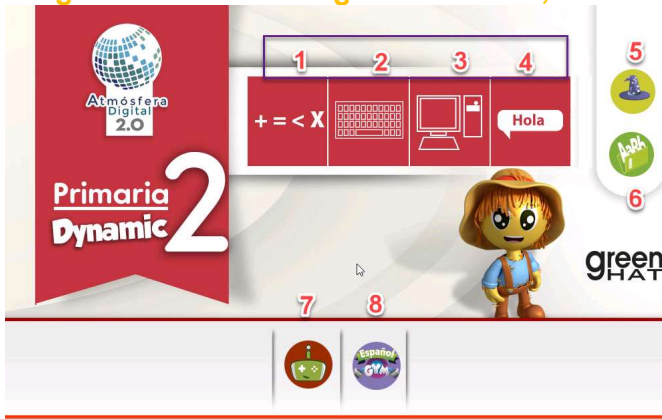 1 2 3 4 5
Atmósfera
Digital
2.0
+ = < X
Hola
AaRh
6
Primaria
Dynamic 2
green
HAT
7 8
Español
GYM